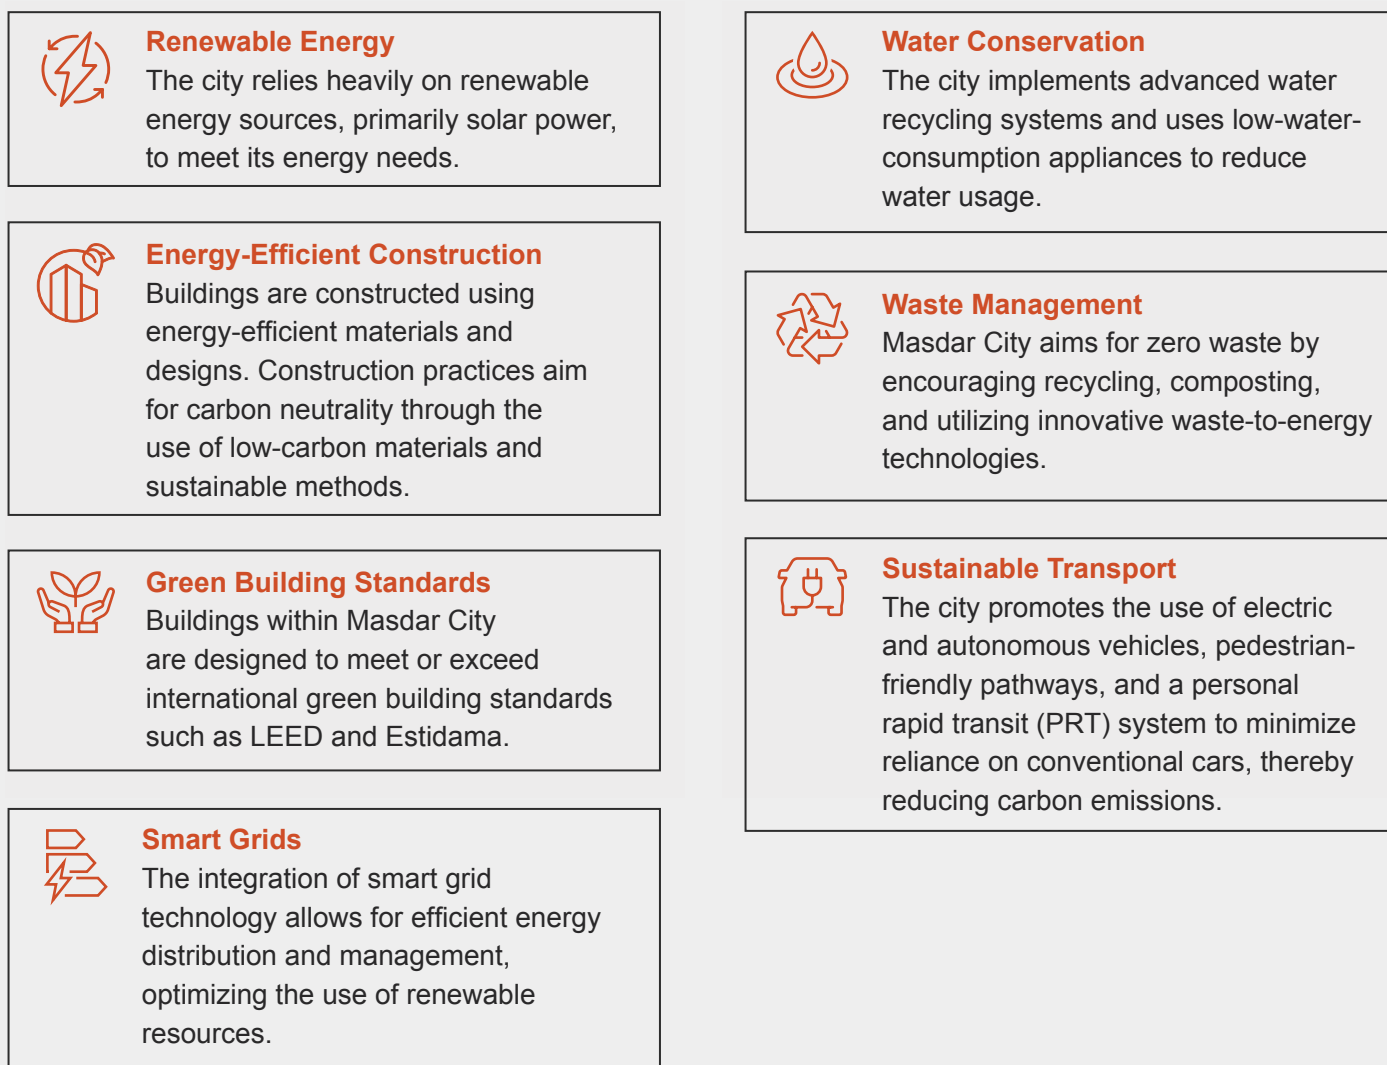 Renewable Energy
The city relies heavily on renewable
energy sources, primarily solar power,
to meet its energy needs.
Energy-Efficient Construction
Buildings are constructed using
energy-efficient materials and
designs. Construction practices aim
for carbon neutrality through the
use of low-carbon materials and
sustainable methods.
Green Building Standards
Buildings within Masdar City
are designed to meet or exceed
international green building standards
such as LEED and Estidama.
Smart Grids
The integration of smart grid
technology allows for efficient energy
distribution and management,
optimizing the use of renewable
resources.
Water Conservation
The city implements advanced water
recycling systems and uses low-water-
consumption appliances to reduce
water usage.
Waste Management
Masdar City aims for zero waste by
encouraging recycling, composting,
and utilizing innovative waste-to-energy
technologies.
Sustainable Transport
The city promotes the use of electric
and autonomous vehicles, pedestrian-
friendly pathways, and a personal
rapid transit (PRT) system to minimize
reliance on conventional cars, thereby
reducing carbon emissions.